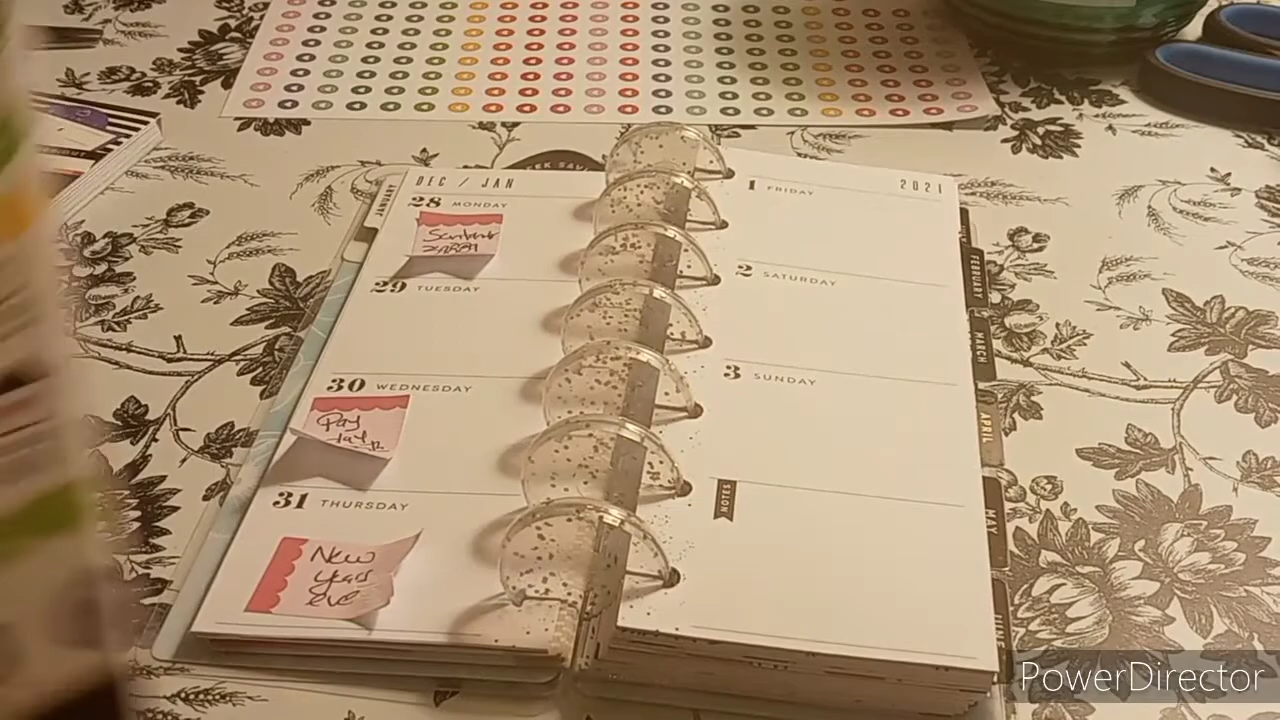 DEC / JAN
28 MONDAY
29 TUESDAY
30 WEDNESDAY
Pay
31 THURSDAY
New
years
eve
2021
1 FRIDAY
2 SATURDAY
3 SUNDAY
NOTES
JANUARY
FEBRUARY
MARCH
APRIL
MAY
JUNE
PowerDirector